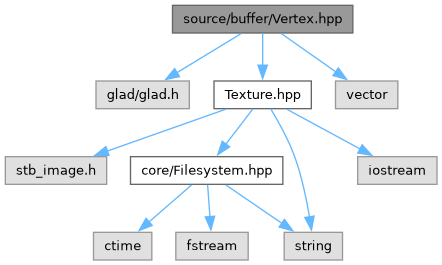 source/buffer/Vertex.hpp
glad/glad.h
Texture.hpp
vector
stb_image.h
core/Filesystem.hpp
iostream
ctime
fstream
string